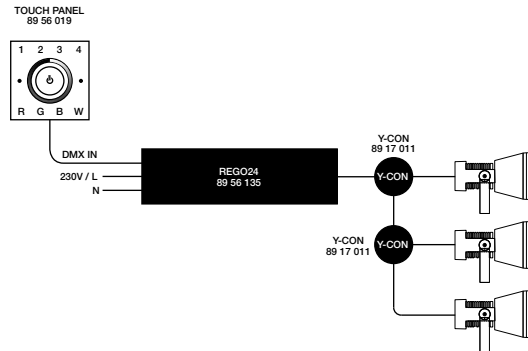 TOUCH PANEL
89 56 019
1 2 3 4
R G B W
DMX IN
230V / L
N
REGO24
89 56 135
Y-CON
89 17 011
Y-CON
Y-CON
89 17 011
Y-CON